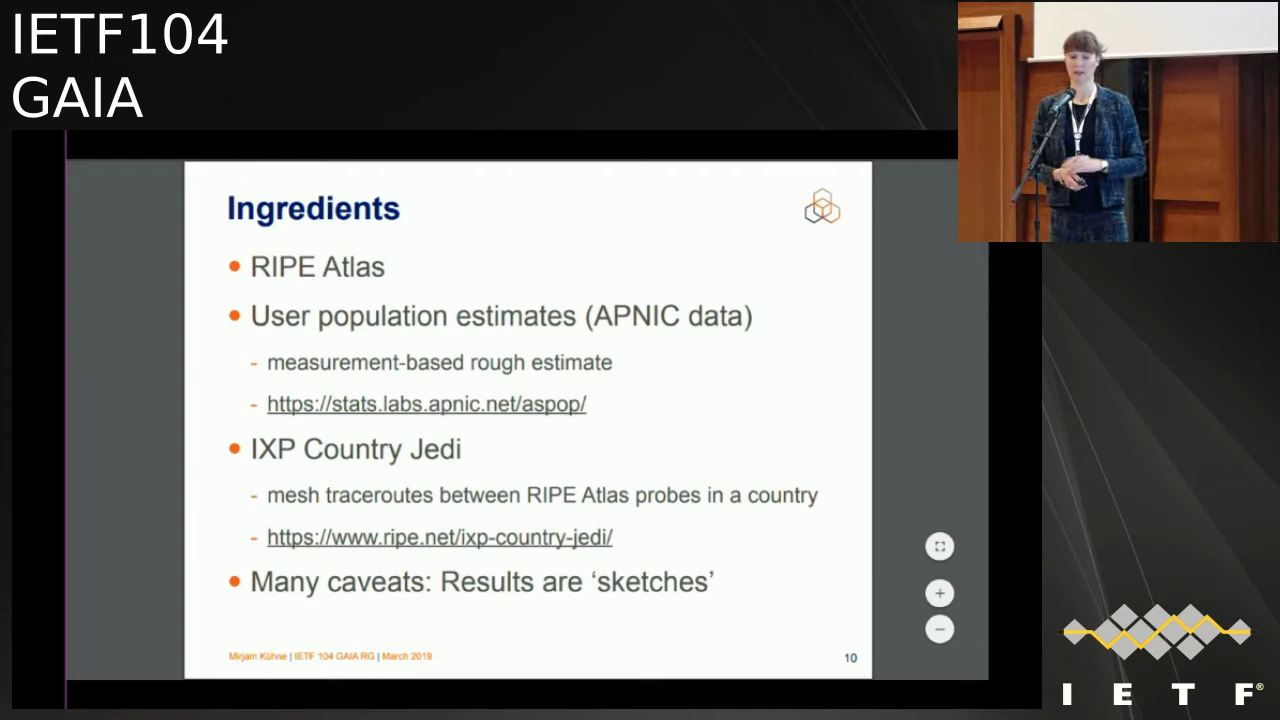 IETF104
GAIA
Ingredients
• RIPE Atlas
• User population estimates (APNIC data)
- measurement-based rough estimate
- https://stats.labs.apnic.net/aspop/
• IXP Country Jedi
- mesh traceroutes between RIPE Atlas probes in a country
- https://www.ripe.net/ixp-country-jedi/
• Many caveats: Results are ‘sketches’
Mirjam Kühne | IETF 104 GAIA RG | March 2019
10
I E T F®